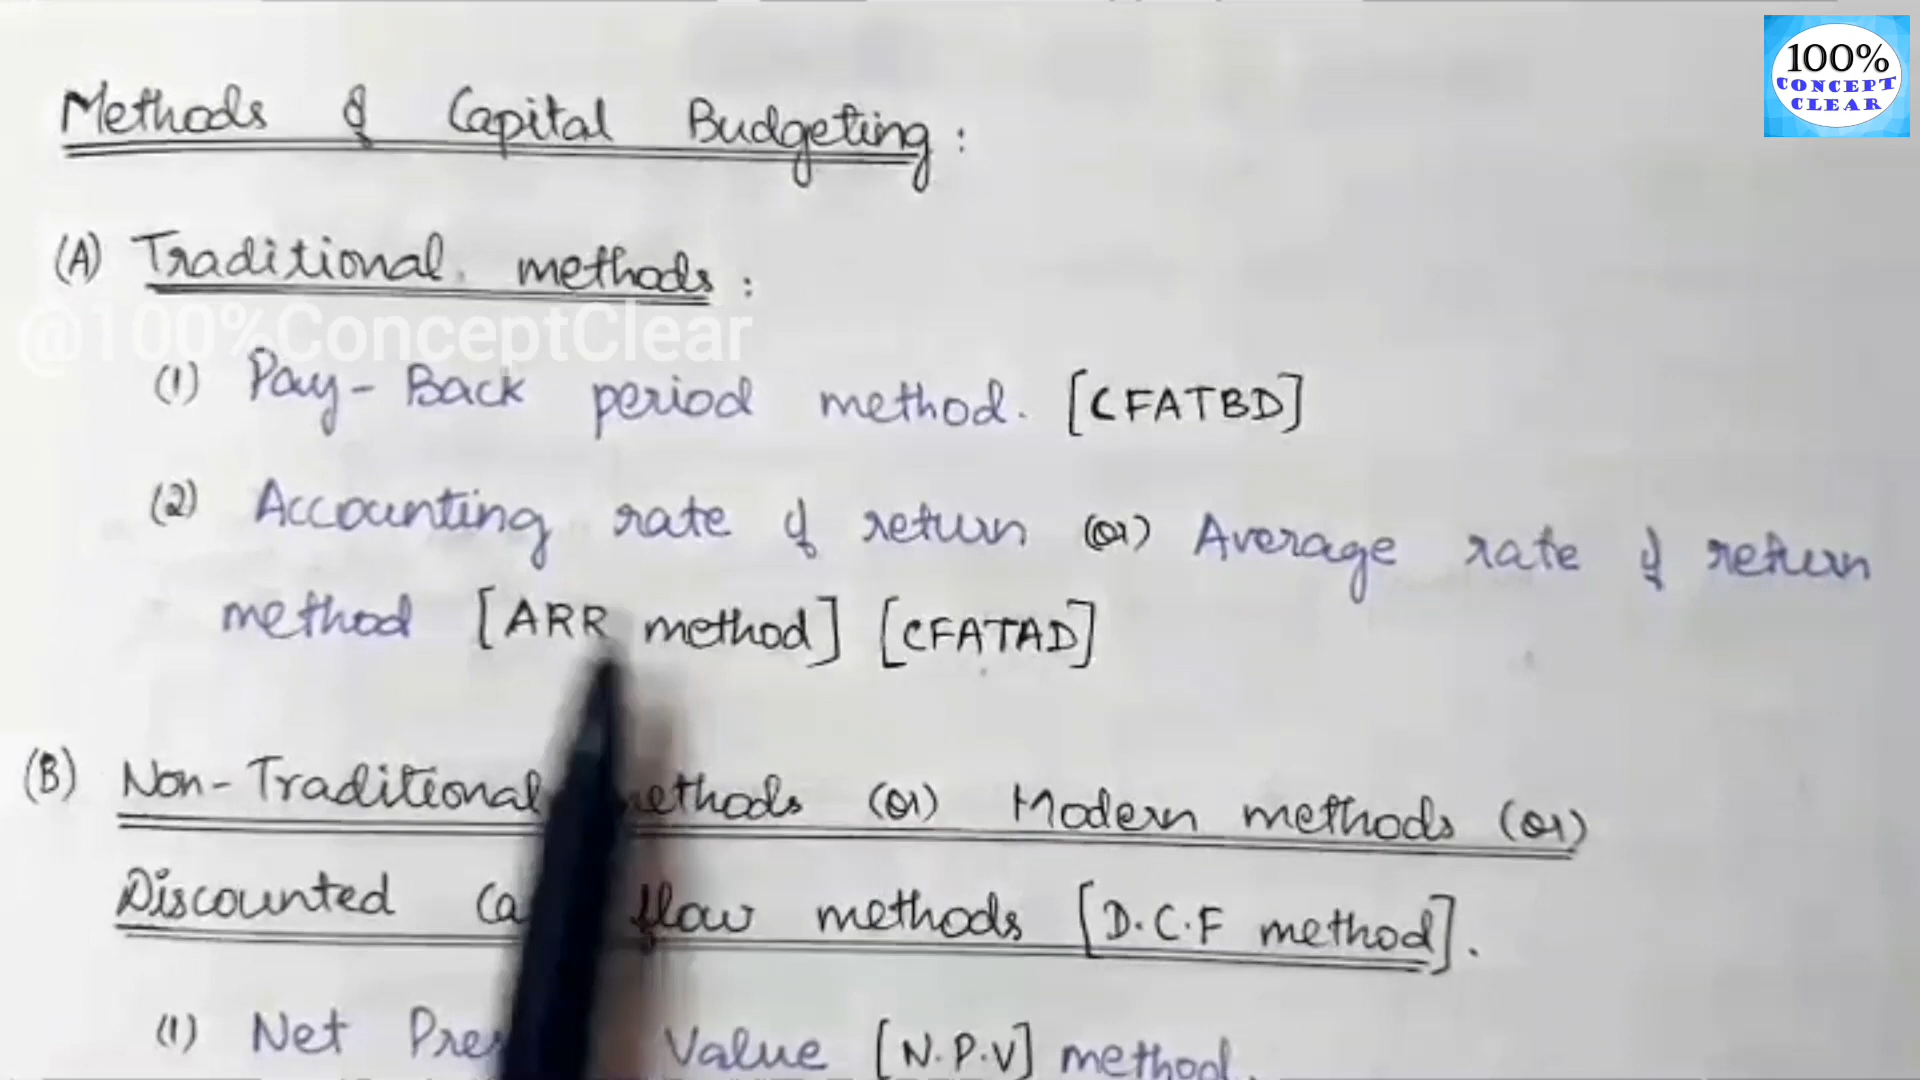 100%
CONCEPT
CLEAR
Methods of Capital Budgeting :
(A) Traditional methods :
@100%ConceptClear
(1) Pay-Back period method. [CFATBD]
(2) Accounting rate of return (or) Average rate of return
method [ARR method] [CFATAD]
(B) Non-Traditional methods (or) Modern methods (or)
Discounted Ca flow methods [D.C.F method].
(1) Net Pre Value [N.P.V] method.